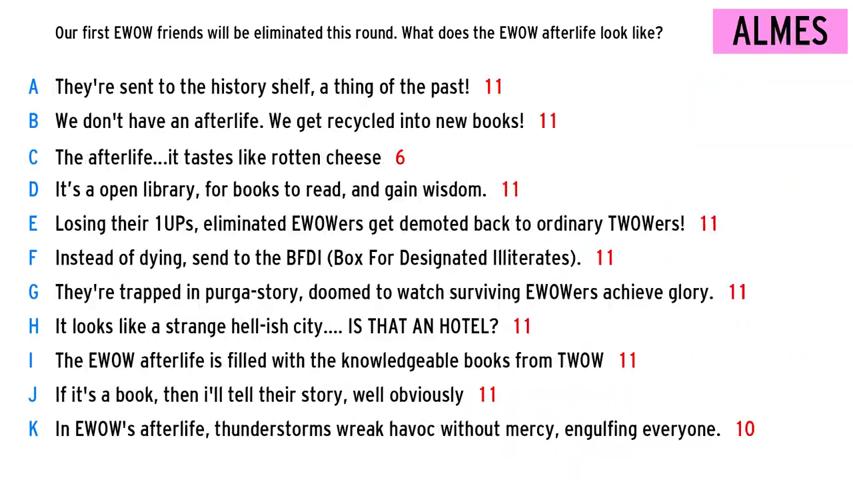 Our first EWOW friends will be eliminated this round. What does the EWOW afterlife look like?
ALMES
A They're sent to the history shelf, a thing of the past! 11
B We don't have an afterlife. We get recycled into new books! 11
C The afterlife...it tastes like rotten cheese 6
D It's a open library, for books to read, and gain wisdom. 11
E Losing their 1UPs, eliminated EWOWers get demoted back to ordinary TWOWers! 11
F Instead of dying, send to the BFDI (Box For Designated Illiterates). 11
G They're trapped in purga-story, doomed to watch surviving EWOWers achieve glory. 11
H It looks like a strange hell-ish city.... IS THAT AN HOTEL? 11
I The EWOW afterlife is filled with the knowledgeable books from TWOW 11
J If it's a book, then i'll tell their story, well obviously 11
K In EWOW's afterlife, thunderstorms wreak havoc without mercy, engulfing everyone. 10